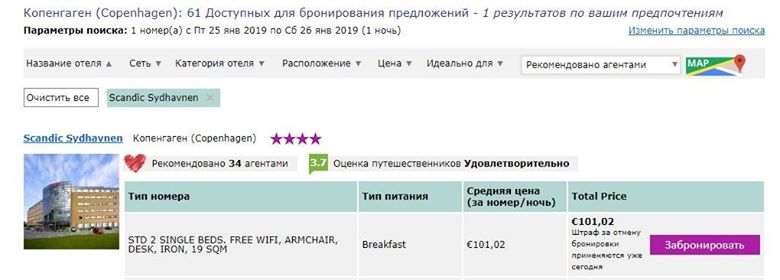 Копенгаген (Copenhagen): 61 Доступных для бронирования предложений - 1 результов по вашим предпочтениям
Параметры поиска: 1 номер(а) с Пт 25 янв 2019 по Сб 26 янв 2019 (1 ночь)
Изменить параметры поиска
Название отеля ▲ Сеть ▼ Категория отеля ▼ Расположение ▼ Цена ▼ Идеально для ▼ Рекомендовано агентами ▼ MAP
Очистить все Scandic Sydhavnen ×
Scandic Sydhavnen Копенгаген (Copenhagen) ★★★★
Рекомендовано 34 агентами 3.7 Оценка путешественников Удовлетворительно
Тип номера Тип питания Средняя цена (за номер/ночь) Total Price
STD 2 SINGLE BEDS. FREE WIFI, ARMCHAIR,
DESK, IRON, 19 SQM
Breakfast
€101,02
€101,02
Штраф за отмену
бронировки
применяются уже
сегодня
Забронировать